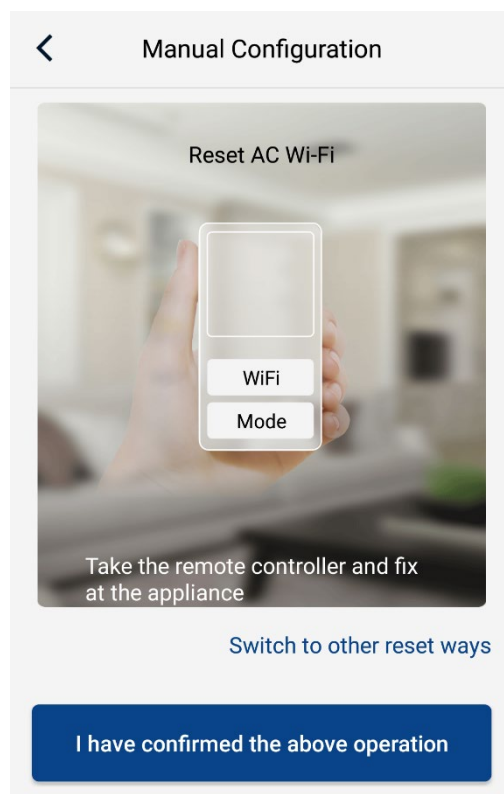 Manual Configuration
Reset AC Wi-Fi
WiFi
Mode
Take the remote controller and fix
at the appliance
Switch to other reset ways
I have confirmed the above operation